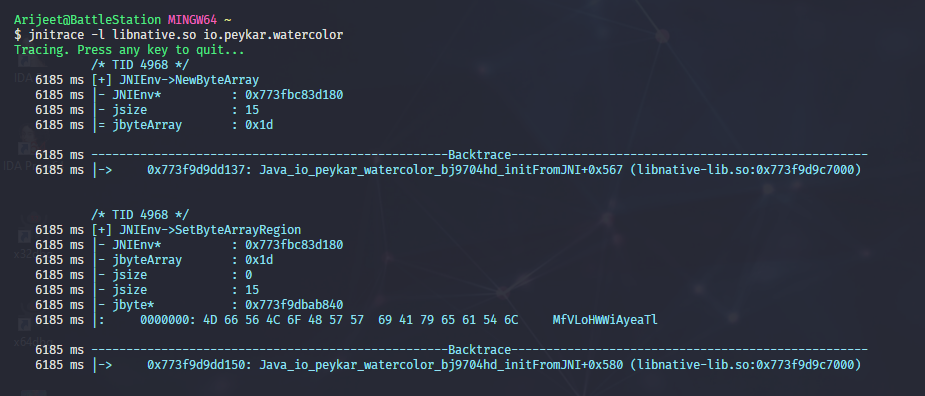 Arijeet@BattleStation MINGW64 ~
$ jnitrace -l libnative.so io.peykar.watercolor
Tracing. Press any key to quit...
/* TID 4968 */
6185 ms [+] JNIEnv->NewByteArray
6185 ms |- JNIEnv* : 0x773fbc83d180
6185 ms |- jsize : 15
6185 ms |= jbyteArray : 0x1d
6185 ms --------------------------------------------------Backtrace--------------------------------------------------
6185 ms |-> 0x773f9d9dd137: Java_io_peykar_watercolor_bj9704hd_initFromJNI+0x567 (libnative-lib.so:0x773f9d9c7000)
/* TID 4968 */
6185 ms [+] JNIEnv->SetByteArrayRegion
6185 ms |- JNIEnv* : 0x773fbc83d180
6185 ms |- jbyteArray : 0x1d
6185 ms |- jsize : 0
6185 ms |- jsize : 15
6185 ms |- jbyte* : 0x773f9dbab840
6185 ms |: 0000000: 4D 66 56 4C 6F 48 57 57 69 41 79 65 61 54 6C MfVLoHWWiAyeaTl
6185 ms --------------------------------------------------Backtrace--------------------------------------------------
6185 ms |-> 0x773f9d9dd150: Java_io_peykar_watercolor_bj9704hd_initFromJNI+0x580 (libnative-lib.so:0x773f9d9c7000)